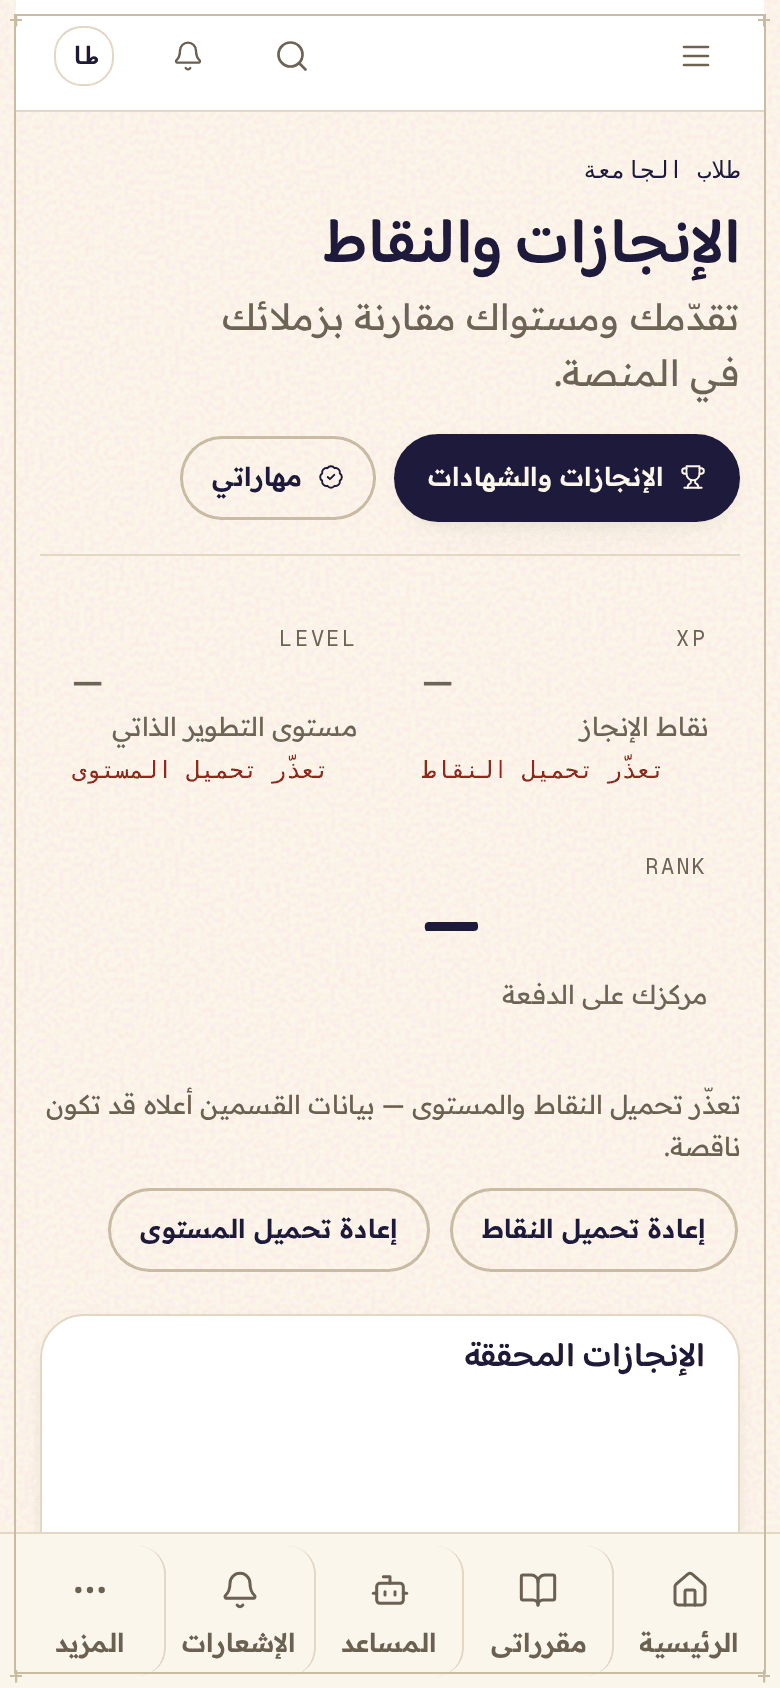 طا
طلاب الجامعة
الإنجازات والنقاط
تقدّمك ومستواك مقارنة بزملائك
في المنصة.
الإنجازات والشهادات
مهاراتي
XP
—
نقاط الإنجاز
تعذّر تحميل النقاط
LEVEL
—
مستوى التطوير الذاتي
تعذّر تحميل المستوى
RANK
—
مركزك على الدفعة
تعذّر تحميل النقاط والمستوى — بيانات القسمين أعلاه قد تكون
ناقصة.
إعادة تحميل النقاط
إعادة تحميل المستوى
الإنجازات المحققة
الرئيسية
مقرراتى
المساعد
الإشعارات
المزيد